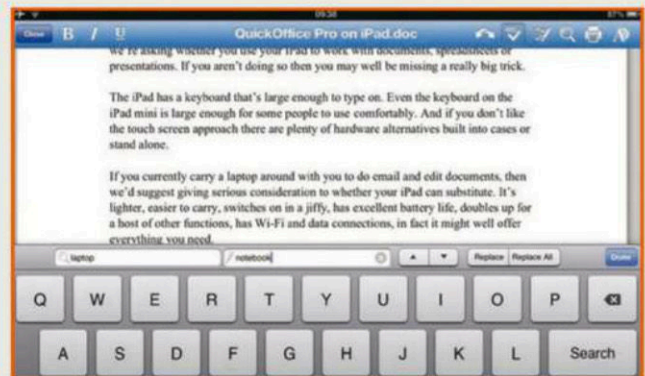 09:38
87%
Close B I U QuickOffice Pro on iPad.doc
we're asking whether you use your iPad to work with documents, spreadsheets or
presentations. If you aren't doing so then you may well be missing a really big trick.
The iPad has a keyboard that's large enough to type on. Even the keyboard on the
iPad mini is large enough for some people to use comfortably. And if you don't like
the touch screen approach there are plenty of hardware alternatives built into cases or
stand alone.
If you currently carry a laptop around with you to do email and edit documents, then
we'd suggest giving serious consideration to whether your iPad can substitute. It's
lighter, easier to carry, switches on in a jiffy, has excellent battery life, doubles up for
a host of other functions, has Wi-Fi and data connections, in fact it might well offer
everything you need.
laptop notebook Replace Replace All Done
Q W E R T Y U I O P
A S D F G H J K L Search